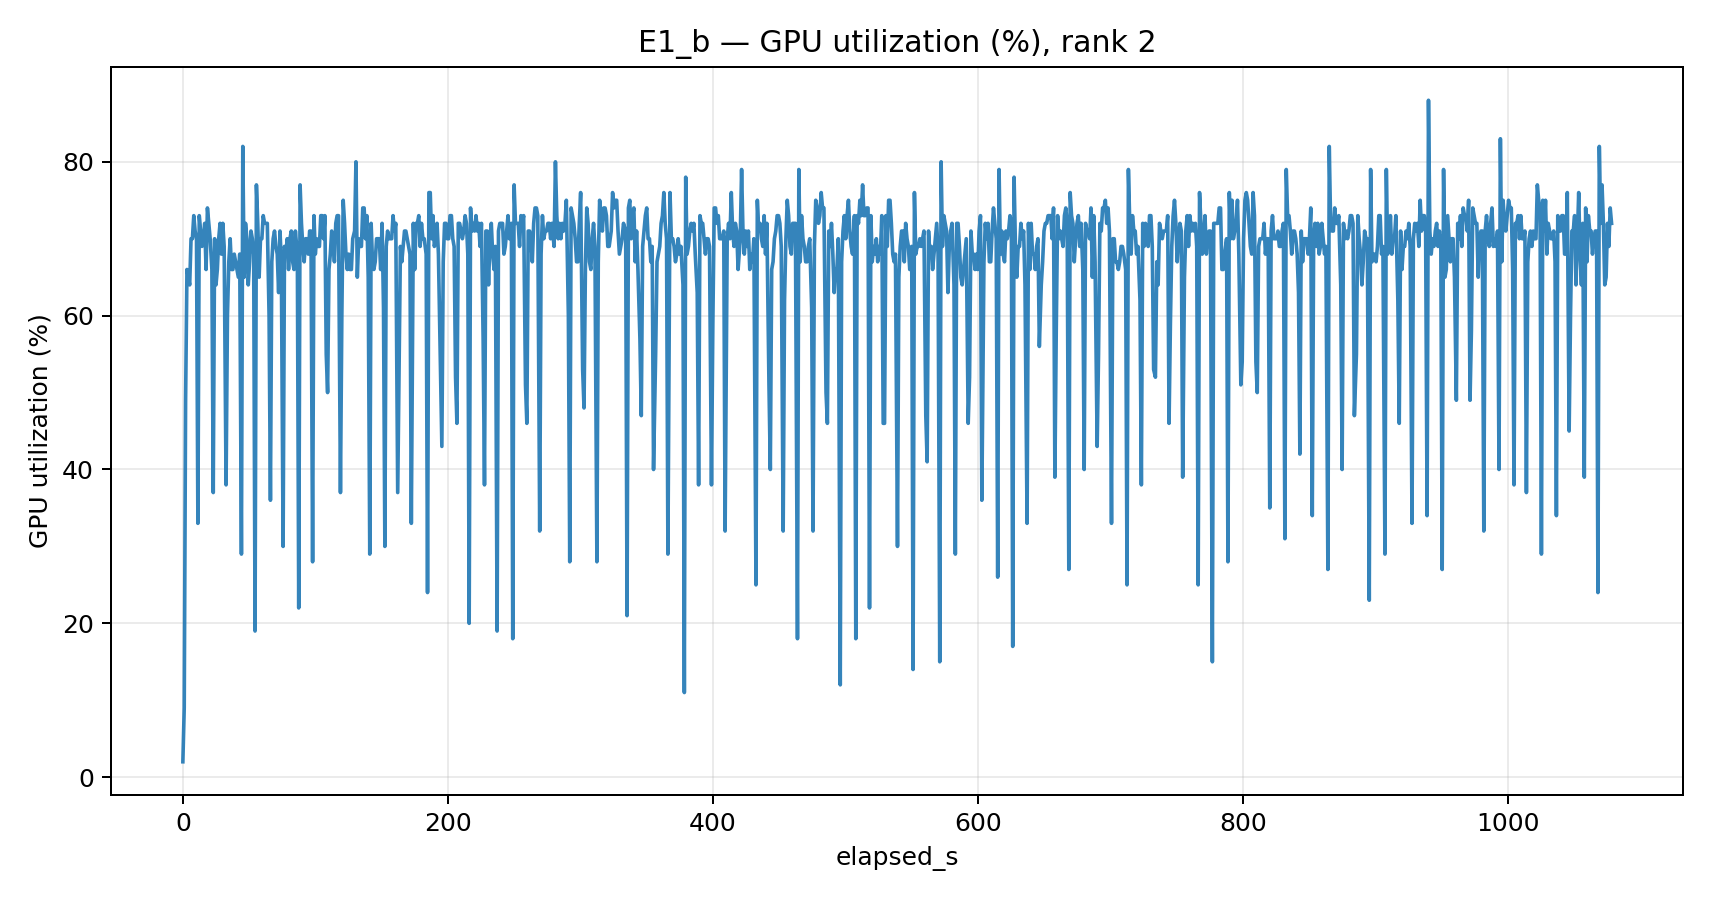 E1_b — GPU utilization (%), rank 2
GPU utilization (%)
80
60
40
20
0
0 200 400 600 800 1000
elapsed_s